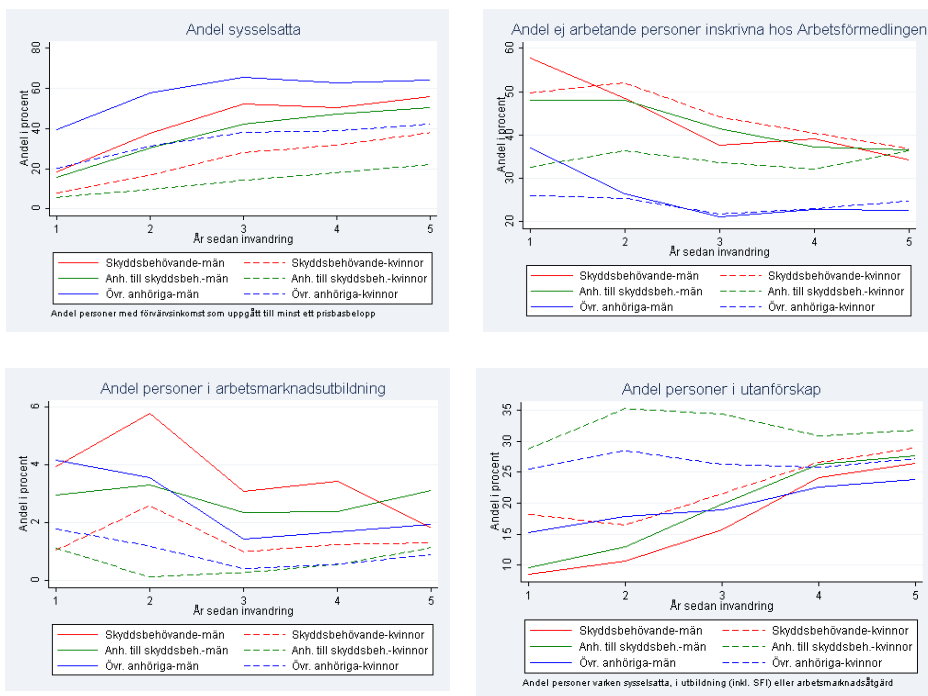 Andel sysselsatta
Andel i procent
80
60
40
20
0
1 2 3 4 5
År sedan invandring
Skyddsbehövande-män Skyddsbehövande-kvinnor
Anh. till skyddsbeh.-män Anh. till skyddsbeh.-kvinnor
Övr. anhöriga-män Övr. anhöriga-kvinnor
Andel personer med förvärvsinkomst som uppgått till minst ett prisbasbelopp
Andel ej arbetande personer inskrivna hos Arbetsförmedlingen
Andel i procent
60
50
40
30
20
1 2 3 4 5
År sedan invandring
Skyddsbehövande-män Skyddsbehövande-kvinnor
Anh. till skyddsbeh.-män Anh. till skyddsbeh.-kvinnor
Övr. anhöriga-män Övr. anhöriga-kvinnor
Andel personer i arbetsmarknadsutbildning
Andel i procent
6
4
2
0
1 2 3 4 5
År sedan invandring
Skyddsbehövande-män Skyddsbehövande-kvinnor
Anh. till skyddsbeh.-män Anh. till skyddsbeh.-kvinnor
Övr. anhöriga-män Övr. anhöriga-kvinnor
Andel personer i utanförskap
Andel i procent
35
30
25
20
15
10
1 2 3 4 5
År sedan invandring
Skyddsbehövande-män Skyddsbehövande-kvinnor
Anh. till skyddsbeh.-män Anh. till skyddsbeh.-kvinnor
Övr. anhöriga-män Övr. anhöriga-kvinnor
Andel personer varken sysselsatta, i utbildning (inkl. SFI) eller arbetsmarknadsåtgärd